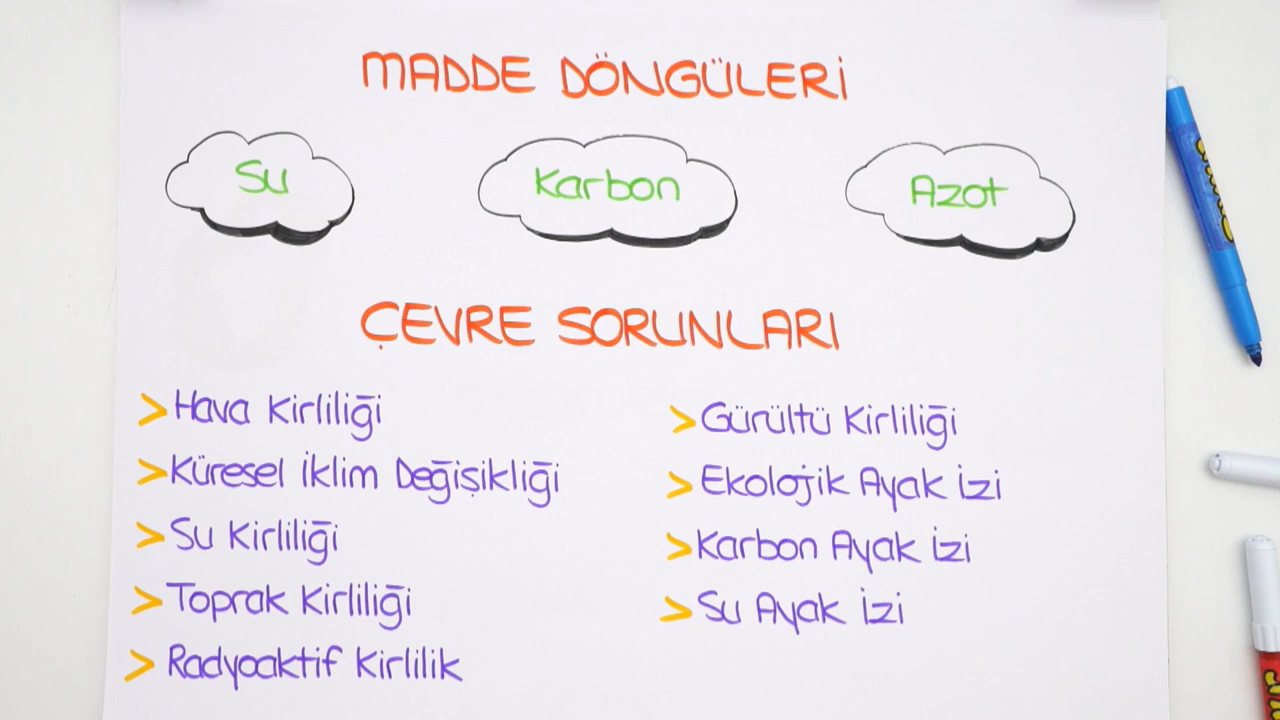 MADDE DÖNGÜLERİ
Su
Karbon
Azot
ÇEVRE SORUNLARI
> Hava Kirliliği
> Küresel İklim Değişikliği
> Su Kirliliği
> Toprak Kirliliği
> Radyoaktif Kirlilik
> Gürültü Kirliliği
> Ekolojik Ayak İzi
> Karbon Ayak İzi
> Su Ayak İzi